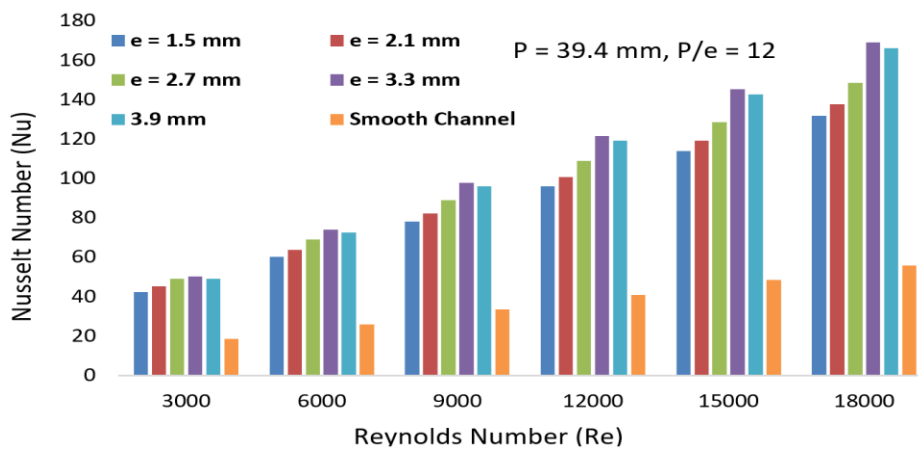 180
160
140
120
100
80
60
40
20
0
Nusselt Number (Nu)
e = 1.5 mm
e = 2.1 mm
e = 2.7 mm
e = 3.3 mm
3.9 mm
Smooth Channel
P = 39.4 mm, P/e = 12
3000 6000 9000 12000 15000 18000
Reynolds Number (Re)